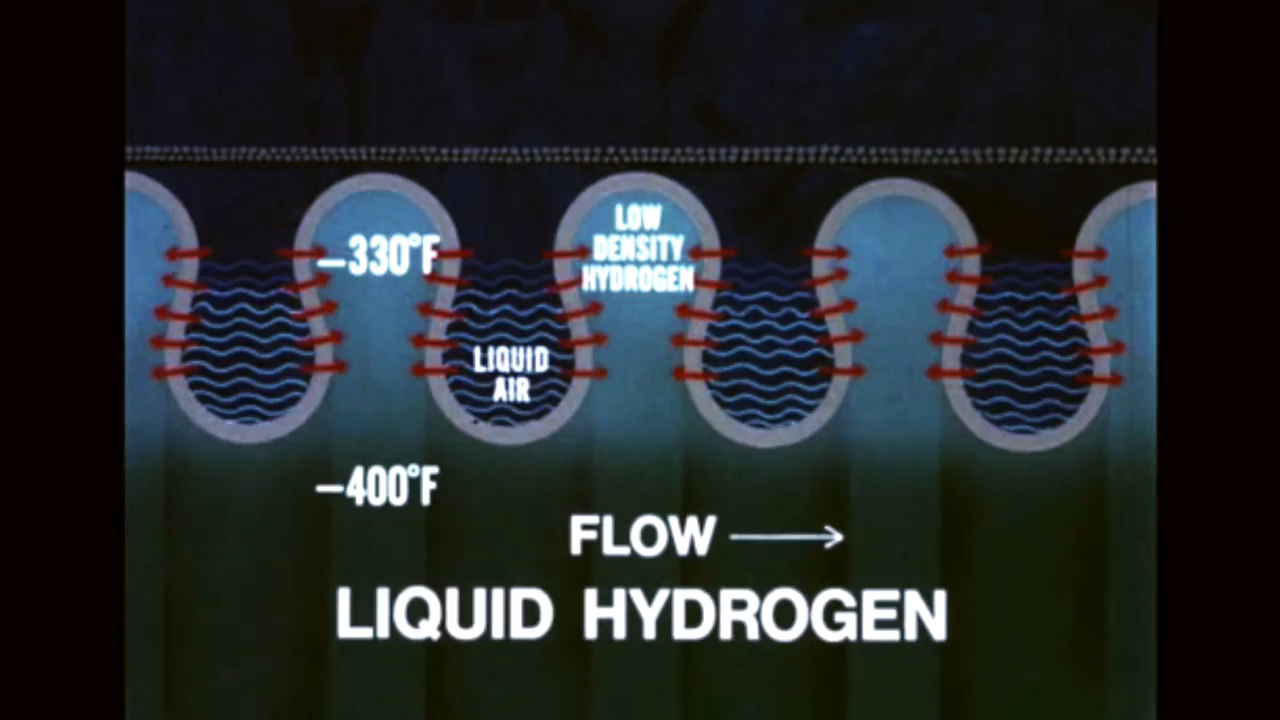 LOW
DENSITY
HYDROGEN
—330°F
LIQUID
AIR
—400°F
FLOW
LIQUID HYDROGEN